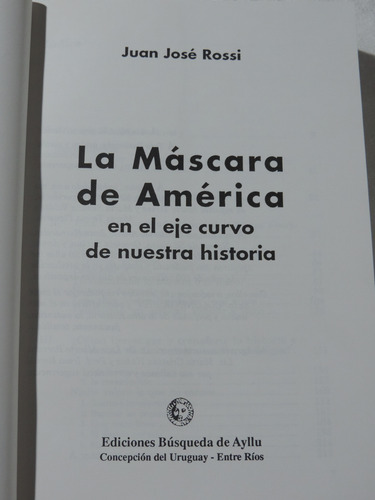 Juan José Rossi
La Máscara
de América
en el eje curvo
de nuestra historia
Ediciones Búsqueda de Ayllu
Concepción del Uruguay - Entre Ríos